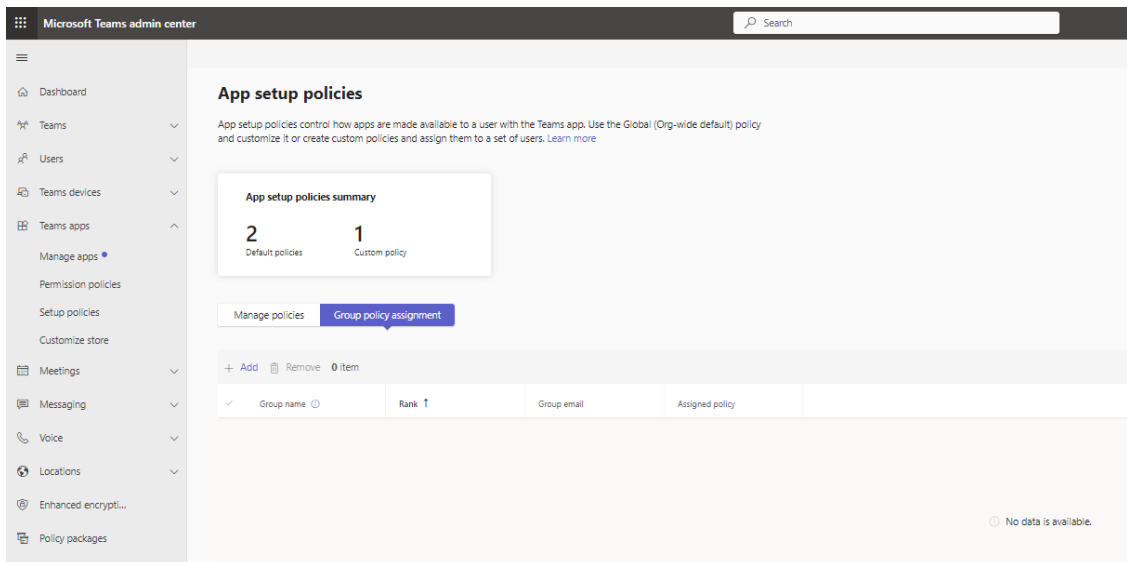 Microsoft Teams admin center
Search
Dashboard
Teams
Users
Teams devices
Teams apps
Manage apps
Permission policies
Setup policies
Customize store
Meetings
Messaging
Voice
Locations
Enhanced encrypti...
Policy packages
App setup policies
App setup policies control how apps are made available to a user with the Teams app. Use the Global (Org-wide default) policy
and customize it or create custom policies and assign them to a set of users. Learn more
App setup policies summary
2 1
Default policies Custom policy
Manage policies Group policy assignment
+ Add Remove 0 item
Group name Rank ↑ Group email Assigned policy
No data is available.